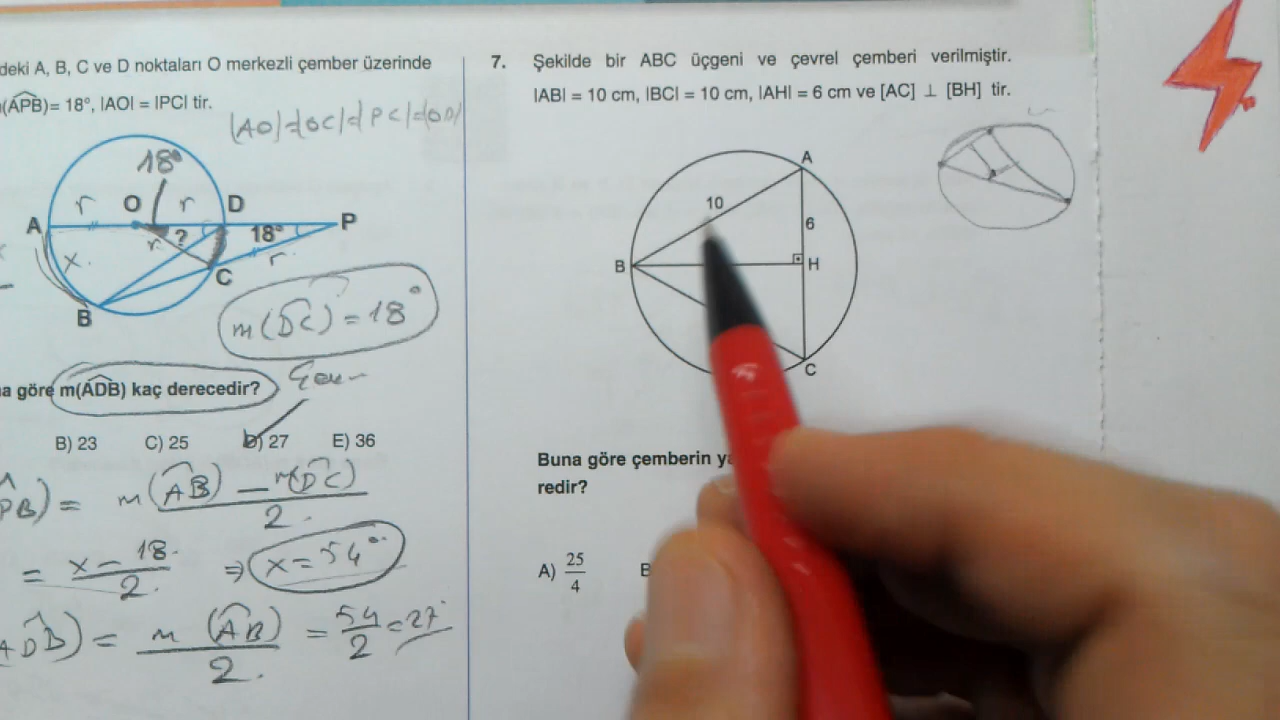 deki A, B, C ve D noktaları O merkezli çember üzerinde
(APB)= 18°, |AO| = |PC| tir.
|AO|=|OC|=|PC|=|OD|
18°
r
O
r
D
A
P
r
?
18°
x
C
r
B
m(DC) = 18°
a göre m(ADB) kaç derecedir?
B) 23 C) 25 D) 27 E) 36
PB) = m(AB) - m(DC) / 2
= x - 18 / 2 ⇒ x = 54°
ADB) = m(AB) / 2 = 54 / 2 = 27°
7. Şekilde bir ABC üçgeni ve çevrel çemberi verilmiştir.
|AB| = 10 cm, |BC| = 10 cm, |AH| = 6 cm ve [AC] ⊥ [BH] tir.
A
10
6
B
H
C
Buna göre çemberin ya
redir?
A) 25/4